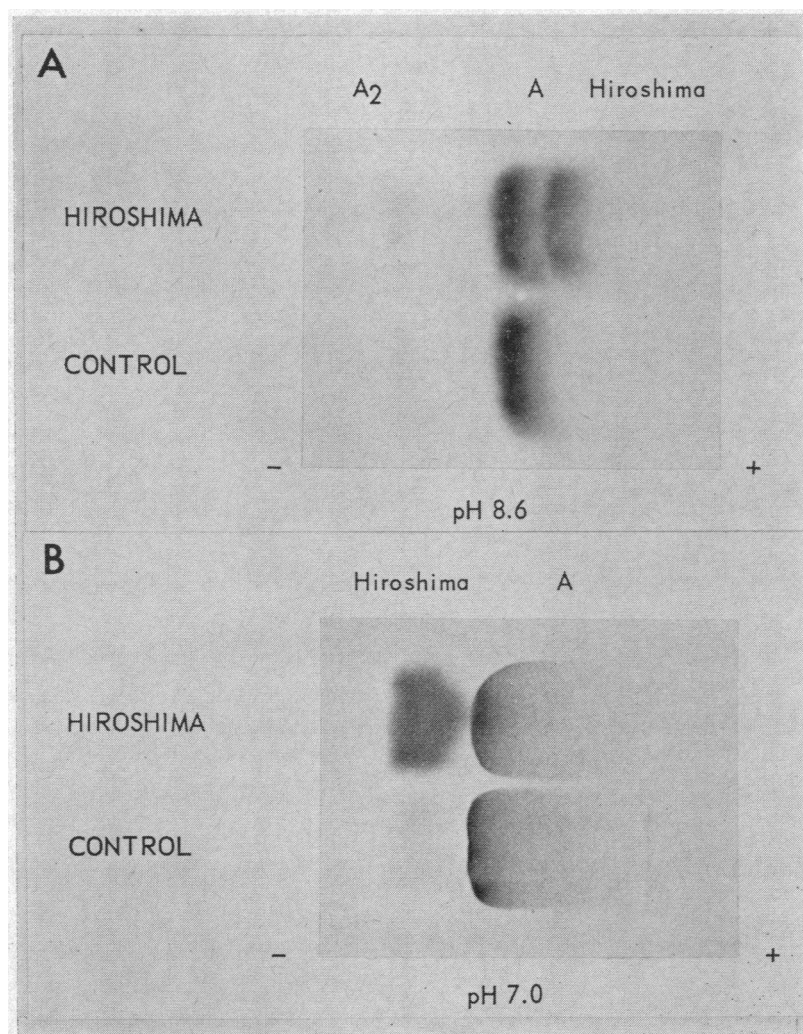 A
A2 A Hiroshima
HIROSHIMA
CONTROL
- +
pH 8.6
B
Hiroshima A
HIROSHIMA
CONTROL
- +
pH 7.0